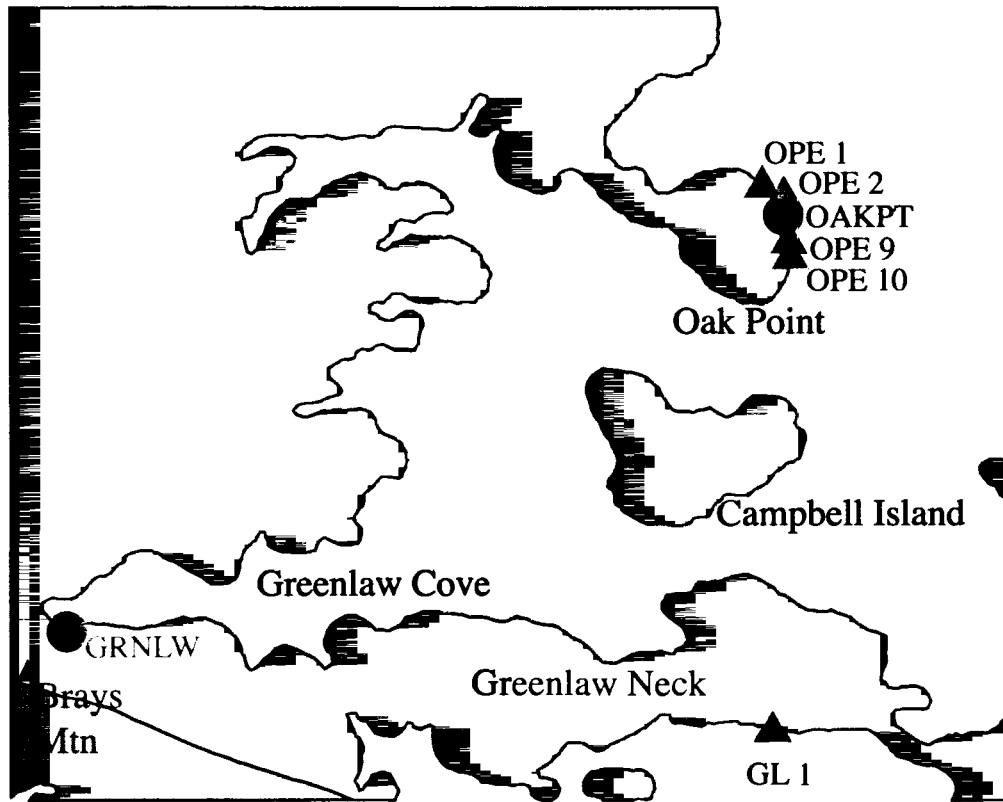 OPE 1
OPE 2
OAKPT
OPE 9
OPE 10
Oak Point
Campbell Island
Greenlaw Cove
GRNLW
Greenlaw Neck
Brays
Mtn
GL 1